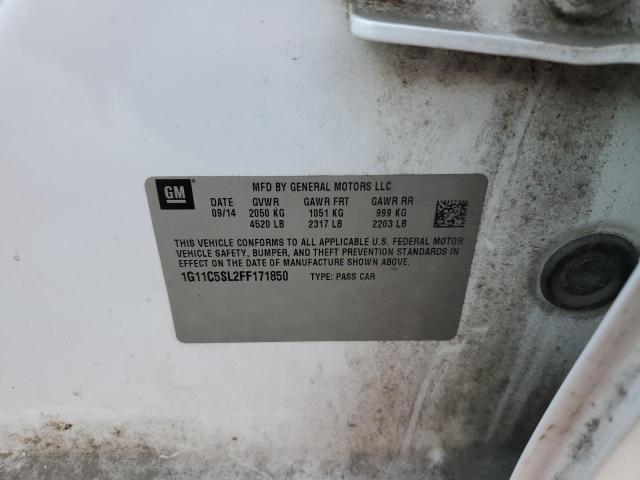 GM
MFD BY GENERAL MOTORS LLC
DATE GVWR GAWR FRT GAWR RR
09/14 2050 KG 1051 KG 999 KG
4520 LB 2317 LB 2203 LB
THIS VEHICLE CONFORMS TO ALL APPLICABLE U.S. FEDERAL MOTOR
VEHICLE SAFETY, BUMPER, AND THEFT PREVENTION STANDARDS IN
EFFECT ON THE DATE OF MANUFACTURE SHOWN ABOVE.
1G11C5SL2FF171850 TYPE: PASS CAR